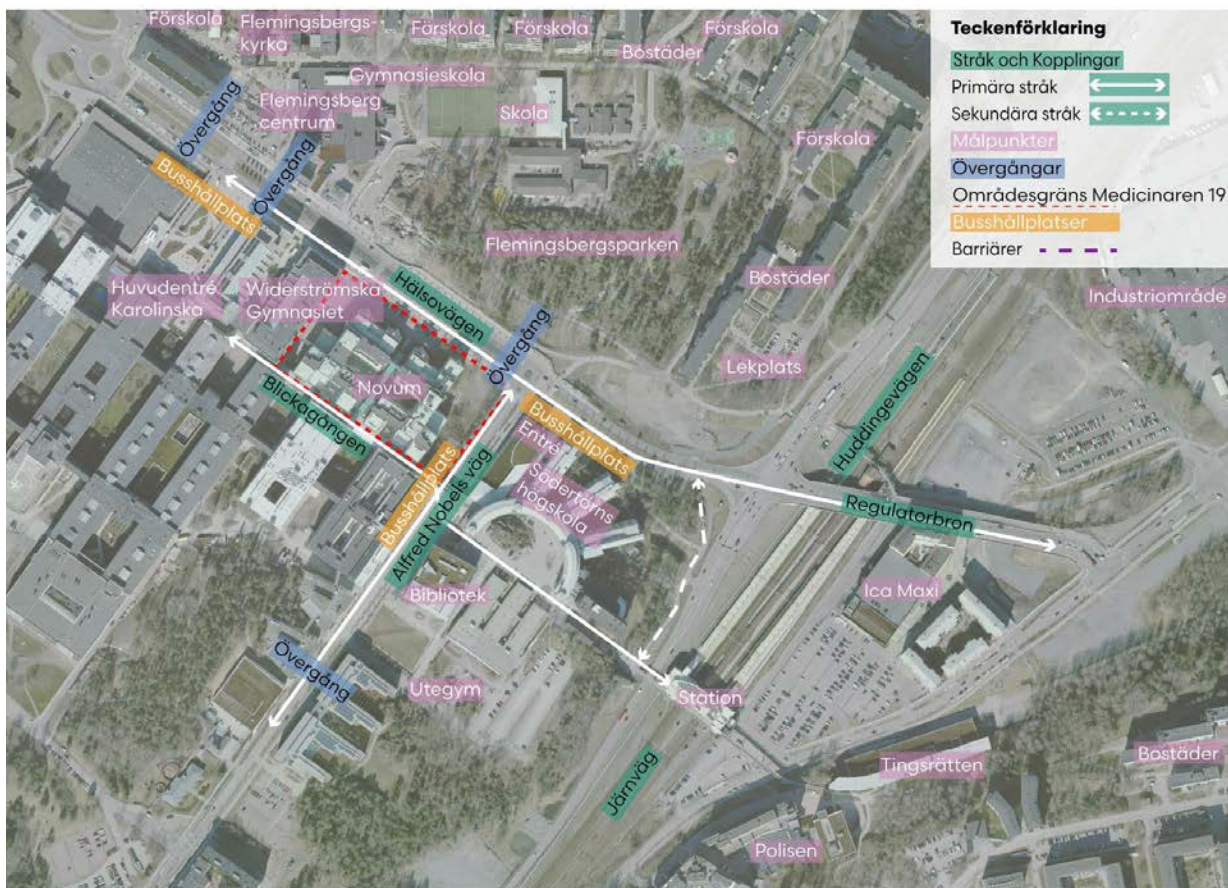 Förskola
Flemingsbergs-
kyrka
Förskola
Förskola
Förskola
Bostäder
Gymnasieskola
Övergång
Flemingsberg
centrum
Skola
Förskola
Övergång
Busshållplats
Flemingsbergsparken
Bostäder
Huvudentré
Karolinska
Widerströmska
Gymnasiet
Hälsovägen
Övergång
Lekplats
Huddingevägen
Industriområde
Novum
Blickagången
Busshållplats
Entré
Södertörns
högskola
Busshållplats
Alfred Nobels väg
Regulatorbron
Bibliotek
Ica Maxi
Övergång
Utegym
Station
Järnväg
Tingsrätten
Bostäder
Polisen
Teckenförklaring
Stråk och Kopplingar
Primära stråk
Sekundära stråk
Målpunkter
Övergångar
Områdesgräns Medicinaren 19
Busshållplatser
Barriärer